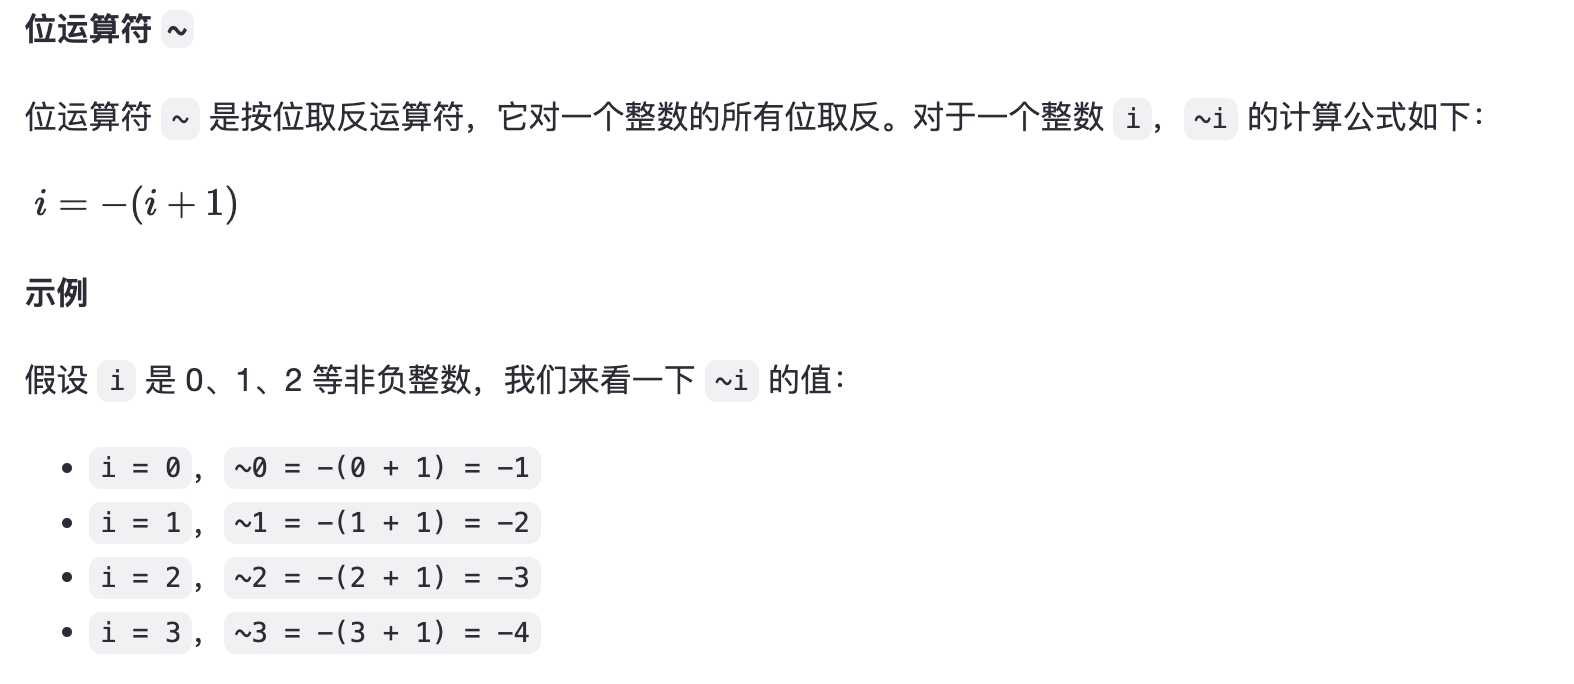 位运算符 ~
位运算符 ~ 是按位取反运算符，它对一个整数的所有位取反。对于一个整数 i，~i 的计算公式如下：
i = −(i + 1)
示例
假设 i 是 0、1、2 等非负整数，我们来看一下 ~i 的值：
• i = 0，~0 = -(0 + 1) = -1
• i = 1，~1 = -(1 + 1) = -2
• i = 2，~2 = -(2 + 1) = -3
• i = 3，~3 = -(3 + 1) = -4